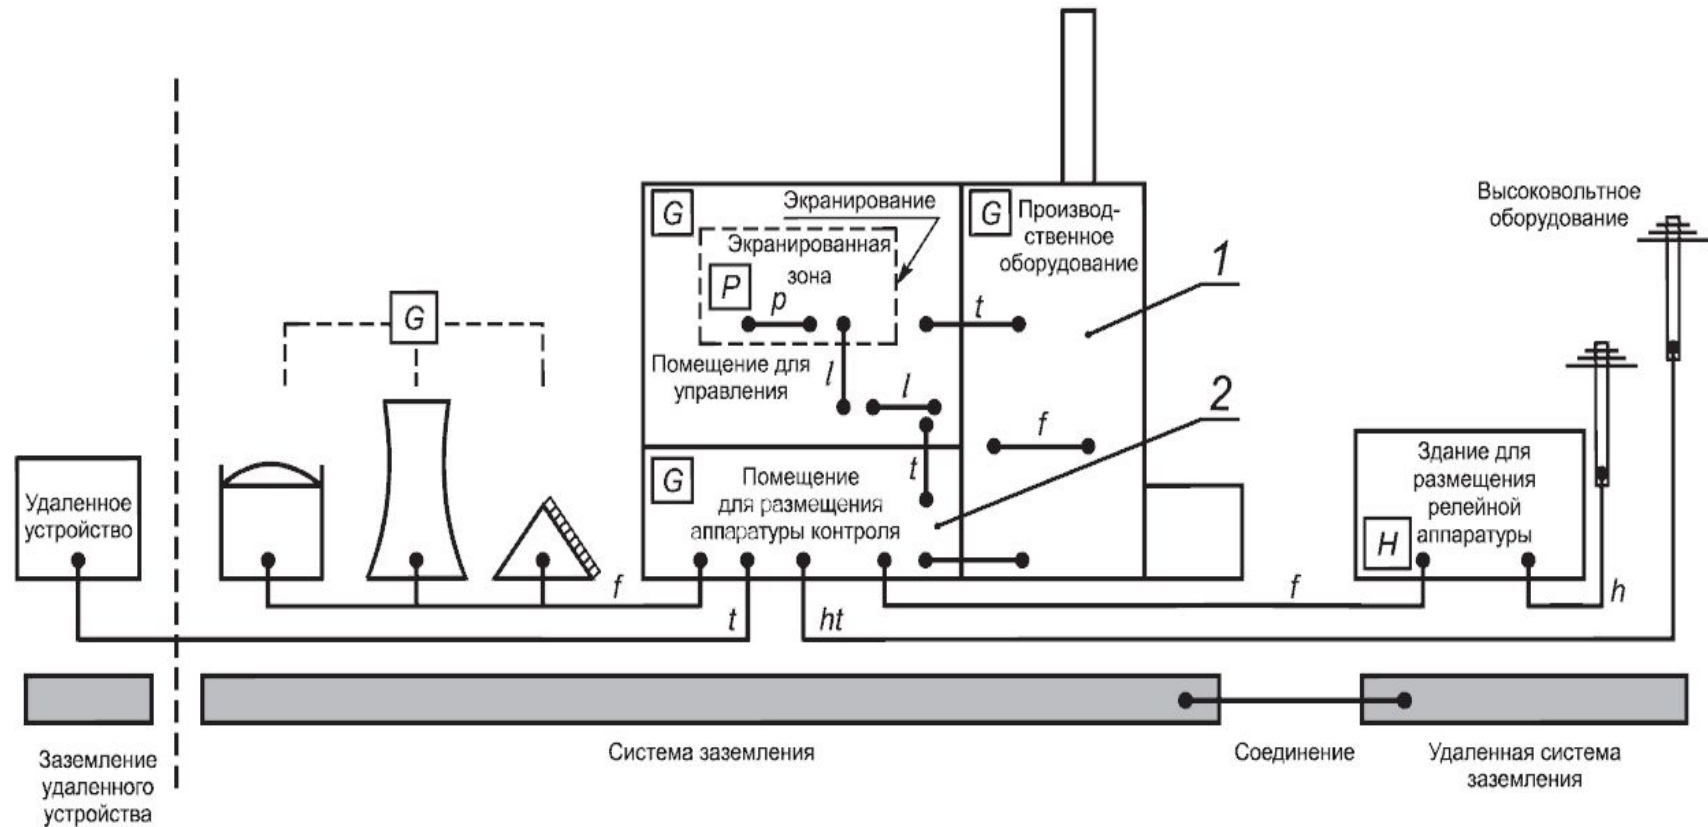 Высоковольтное
оборудование
G
Экранирование
G
Производ-
ственное
оборудование
Экранированная
зона
P
p
t
1
G
Помещение для
управления
l
l
2
f
t
G
Помещение
для размещения
аппаратуры контроля
Здание для
размещения
релейной
аппаратуры
H
Удаленное
устройство
f
t
ht
f
h
Заземление
удаленного
устройства
Система заземления
Соединение
Удаленная система
заземления